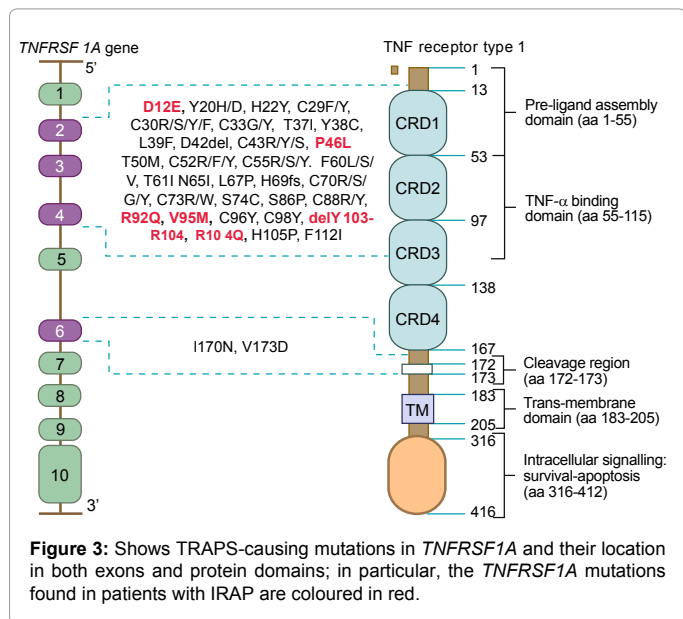 TNFRSF 1A gene
5’
1
2
3
4
5
6
7
8
9
10
3’
D12E, Y20H/D, H22Y, C29F/Y,
C30R/S/Y/F, C33G/Y, T37I, Y38C,
L39F, D42del, C43R/Y/S, P46L
T50M, C52R/F/Y, C55R/S/Y. F60L/S/
V, T61I N65I, L67P, H69fs, C70R/S/
G/Y, C73R/W, S74C, S86P, C88R/Y,
R92Q, V95M, C96Y, C98Y, delY 103-
R104, R10 4Q, H105P, F112I
I170N, V173D
TNF receptor type 1
CRD1
CRD2
CRD3
CRD4
TM
1
13
53
97
138
167
172
173
183
205
316
416
Pre-ligand assembly
domain (aa 1-55)
TNF-α binding
domain (aa 55-115)
Cleavage region
(aa 172-173)
Trans-membrane
domain (aa 183-205)
Intracellular signalling:
survival-apoptosis
(aa 316-412)
Figure 3: Shows TRAPS-causing mutations in TNFRSF1A and their location
in both exons and protein domains; in particular, the TNFRSF1A mutations
found in patients with IRAP are coloured in red.